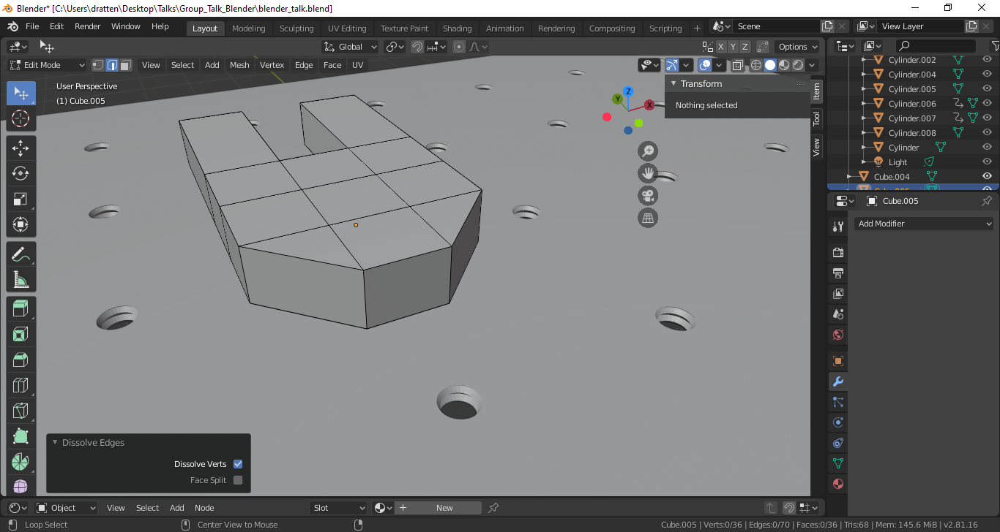 Blender* [C:\Users\dratten\Desktop\Talks\Group_Talk_Blender\blender_talk.blend]
File Edit Render Window Help Layout Modeling Sculpting UV Editing Texture Paint Shading Animation Rendering Compositing Scripting + Scene View Layer
Global X Y Z Options
Edit Mode View Select Add Mesh Vertex Edge Face UV
User Perspective
(1) Cube.005
Transform
Nothing selected
Item
Tool
View
Z
Y
X
Cylinder.002
Cylinder.004
Cylinder.005
Cylinder.006
Cylinder.007
Cylinder.008
Cylinder
Light
Cube.004
Cube.005
Cube.005
Add Modifier
Dissolve Edges
Dissolve Verts
Face Split
Object View Select Add Node Slot + New
Loop Select Center View to Mouse Cube.005 | Verts:0/36 | Edges:0/70 | Faces:0/36 | Tris:68 | Mem: 145.6 MiB | v2.81.16